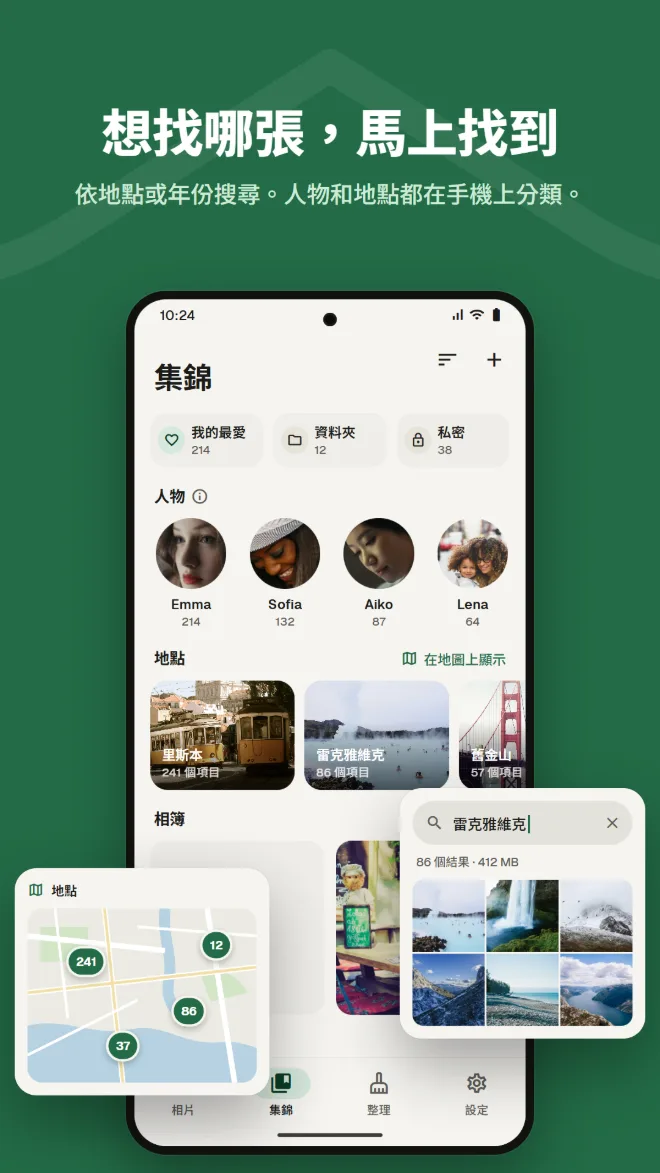 想找哪張，馬上找到
依地點或年份搜尋。人物和地點都在手機上分類。
10:24
集錦
我的最愛
214
資料夾
12
私密
38
人物
Emma
214
Sofia
132
Aiko
87
Lena
64
地點
在地圖上顯示
里斯本
241 個項目
雷克雅維克
86 個項目
舊金山
57 個項目
相簿
雷克雅維克
86 個結果 · 412 MB
地點
241
12
86
37
相片
集錦
整理
設定